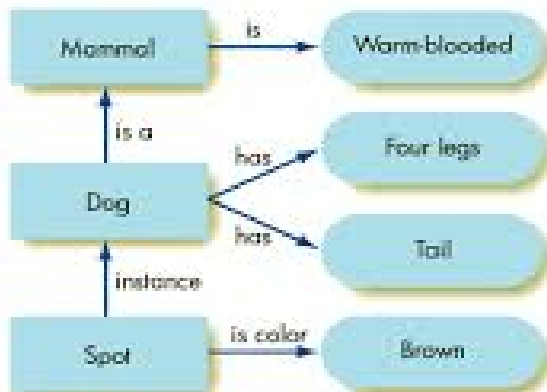 Mammal
is
Warm-blooded
is a
has
Four legs
Dog
has
Tail
instance
Spot
is color
Brown